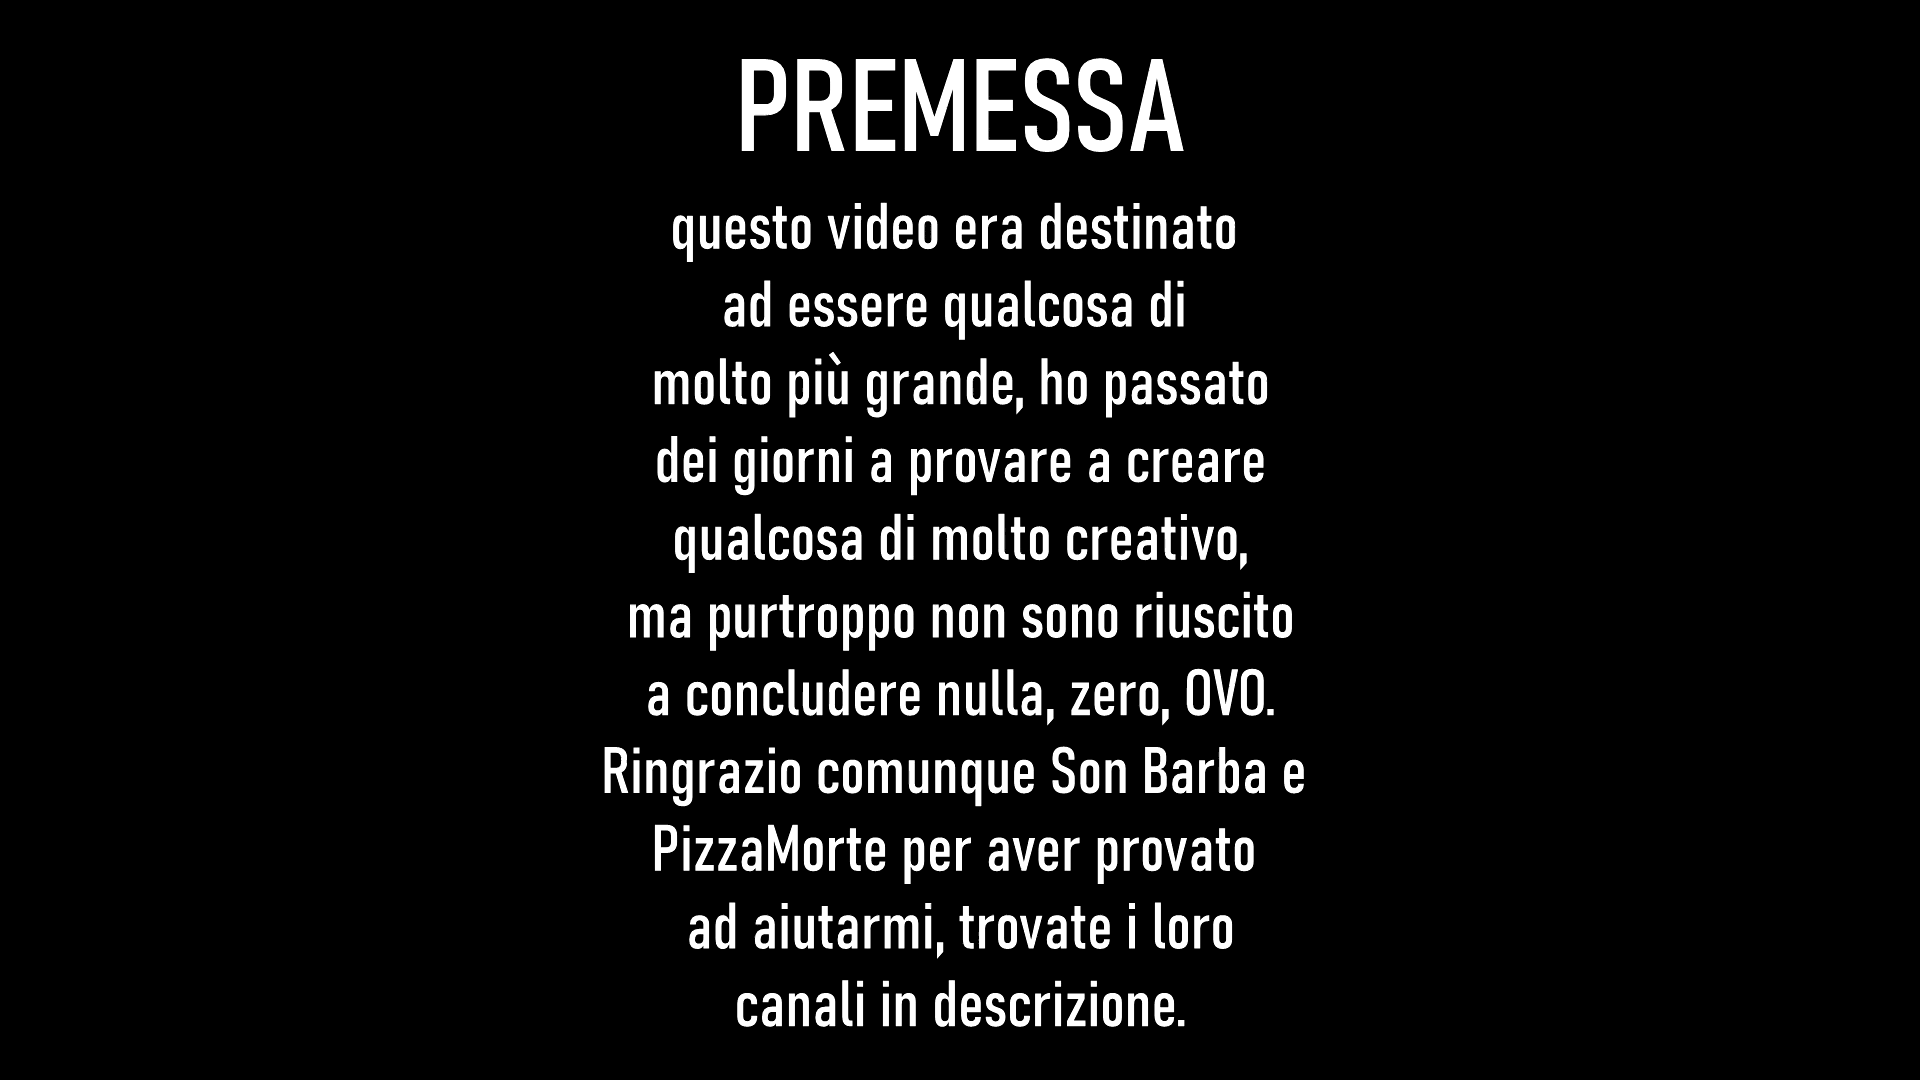 PREMESSA
questo video era destinato
ad essere qualcosa di
molto più grande, ho passato
dei giorni a provare a creare
qualcosa di molto creativo,
ma purtroppo non sono riuscito
a concludere nulla, zero, OVO.
Ringrazio comunque Son Barba e
PizzaMorte per aver provato
ad aiutarmi, trovate i loro
canali in descrizione.